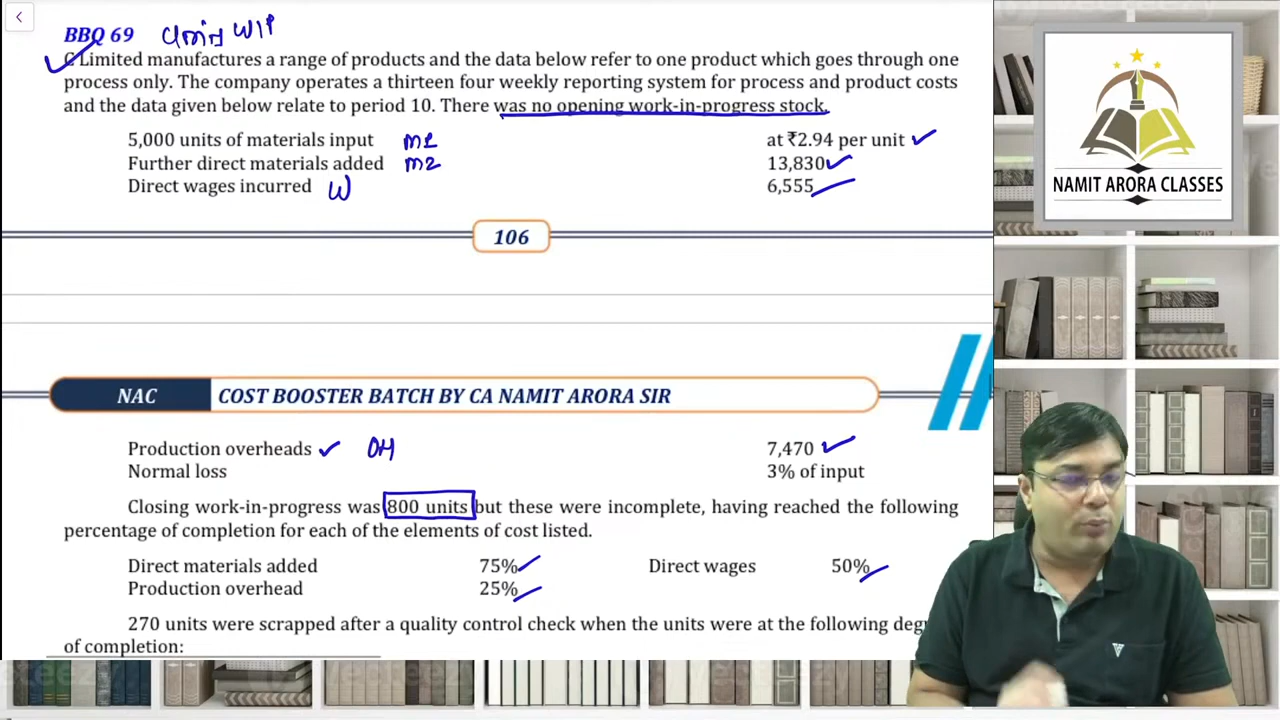 BBQ 69 Closing WIP
C Limited manufactures a range of products and the data below refer to one product which goes through one
process only. The company operates a thirteen four weekly reporting system for process and product costs
and the data given below relate to period 10. There was no opening work-in-progress stock.
5,000 units of materials input M1 at ₹2.94 per unit
Further direct materials added M2 13,830
Direct wages incurred W 6,555
106
NAC COST BOOSTER BATCH BY CA NAMIT ARORA SIR
Production overheads OH 7,470
Normal loss 3% of input
Closing work-in-progress was 800 units but these were incomplete, having reached the following
percentage of completion for each of the elements of cost listed.
Direct materials added 75% Direct wages 50%
Production overhead 25%
270 units were scrapped after a quality control check when the units were at the following deg
of completion:
NAMIT ARORA CLASSES